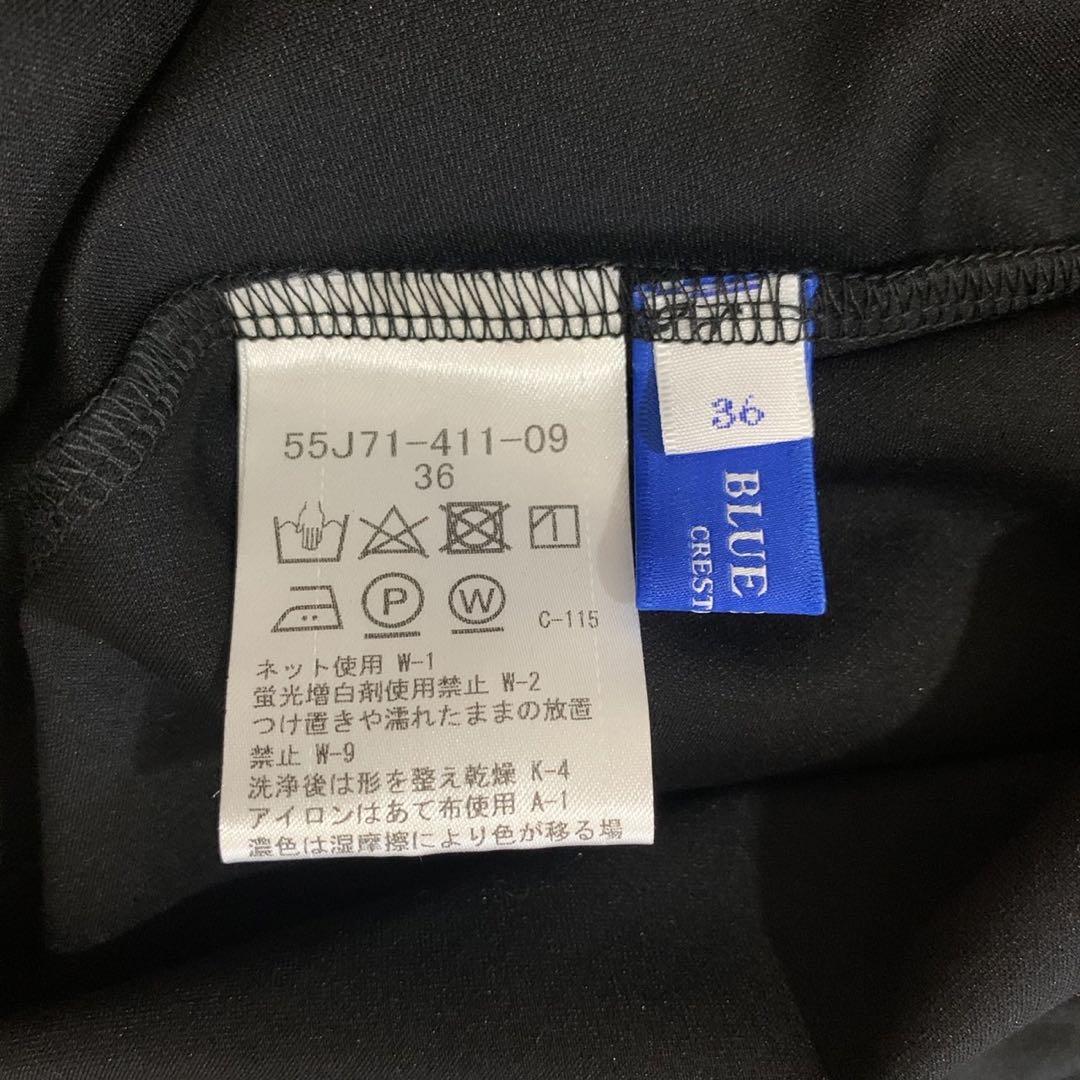 55J71-411-09
36
P
W
C-115
ネット使用 W-1
蛍光増白剤使用禁止 W-2
つけ置きや濡れたままの放置
禁止 W-9
洗浄後は形を整え乾燥 K-4
アイロンはあて布使用 A-1
濃色は湿摩擦により色が移る場
36
BLUE
CREST